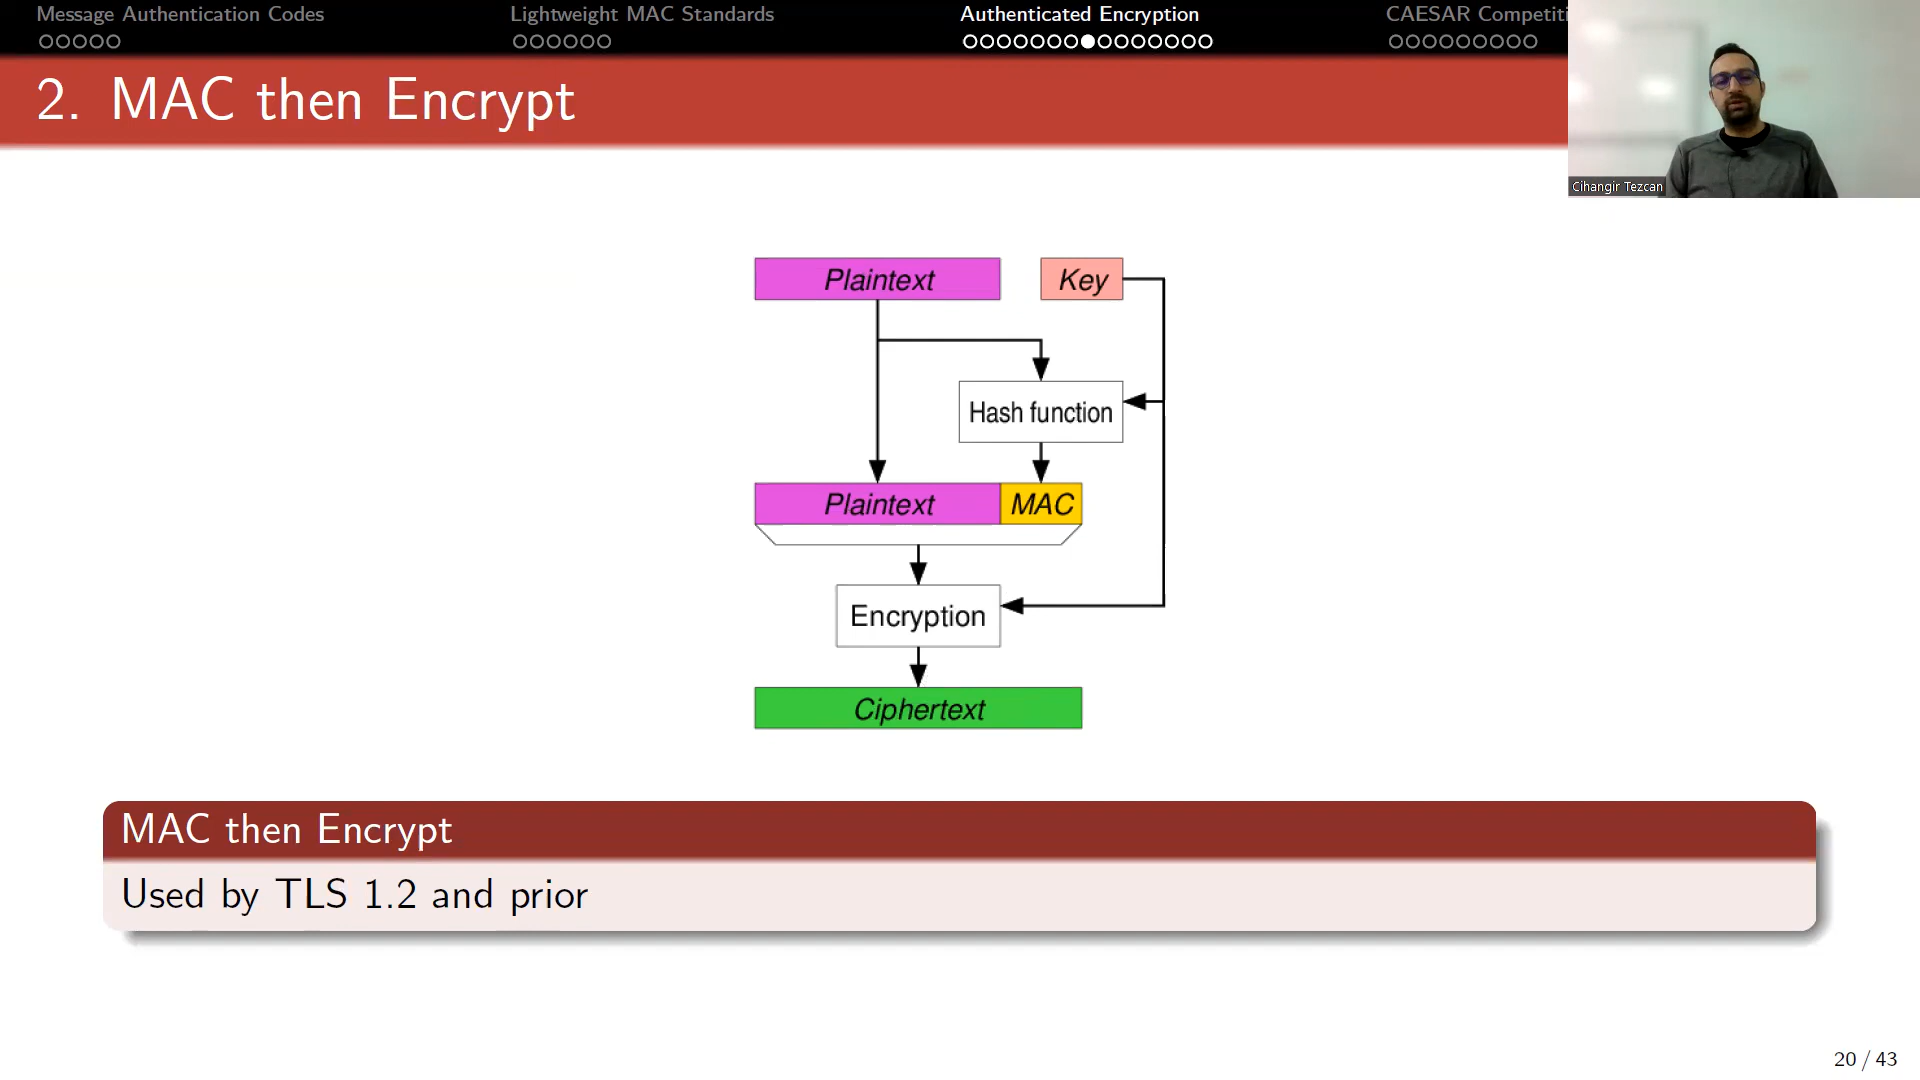 Message Authentication Codes
Lightweight MAC Standards
Authenticated Encryption
CAESAR Competiti
2. MAC then Encrypt
Cihangir Tezcan
Plaintext
Key
Hash function
Plaintext
MAC
Encryption
Ciphertext
MAC then Encrypt
Used by TLS 1.2 and prior
20 / 43